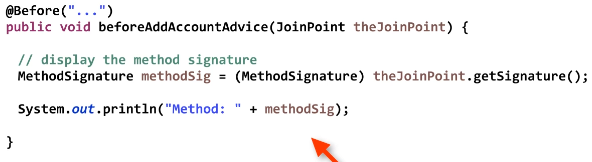 @Before("...")
public void beforeAddAccountAdvice(JoinPoint theJoinPoint) {
// display the method signature
MethodSignature methodSig = (MethodSignature) theJoinPoint.getSignature();
System.out.println("Method: " + methodSig);
}